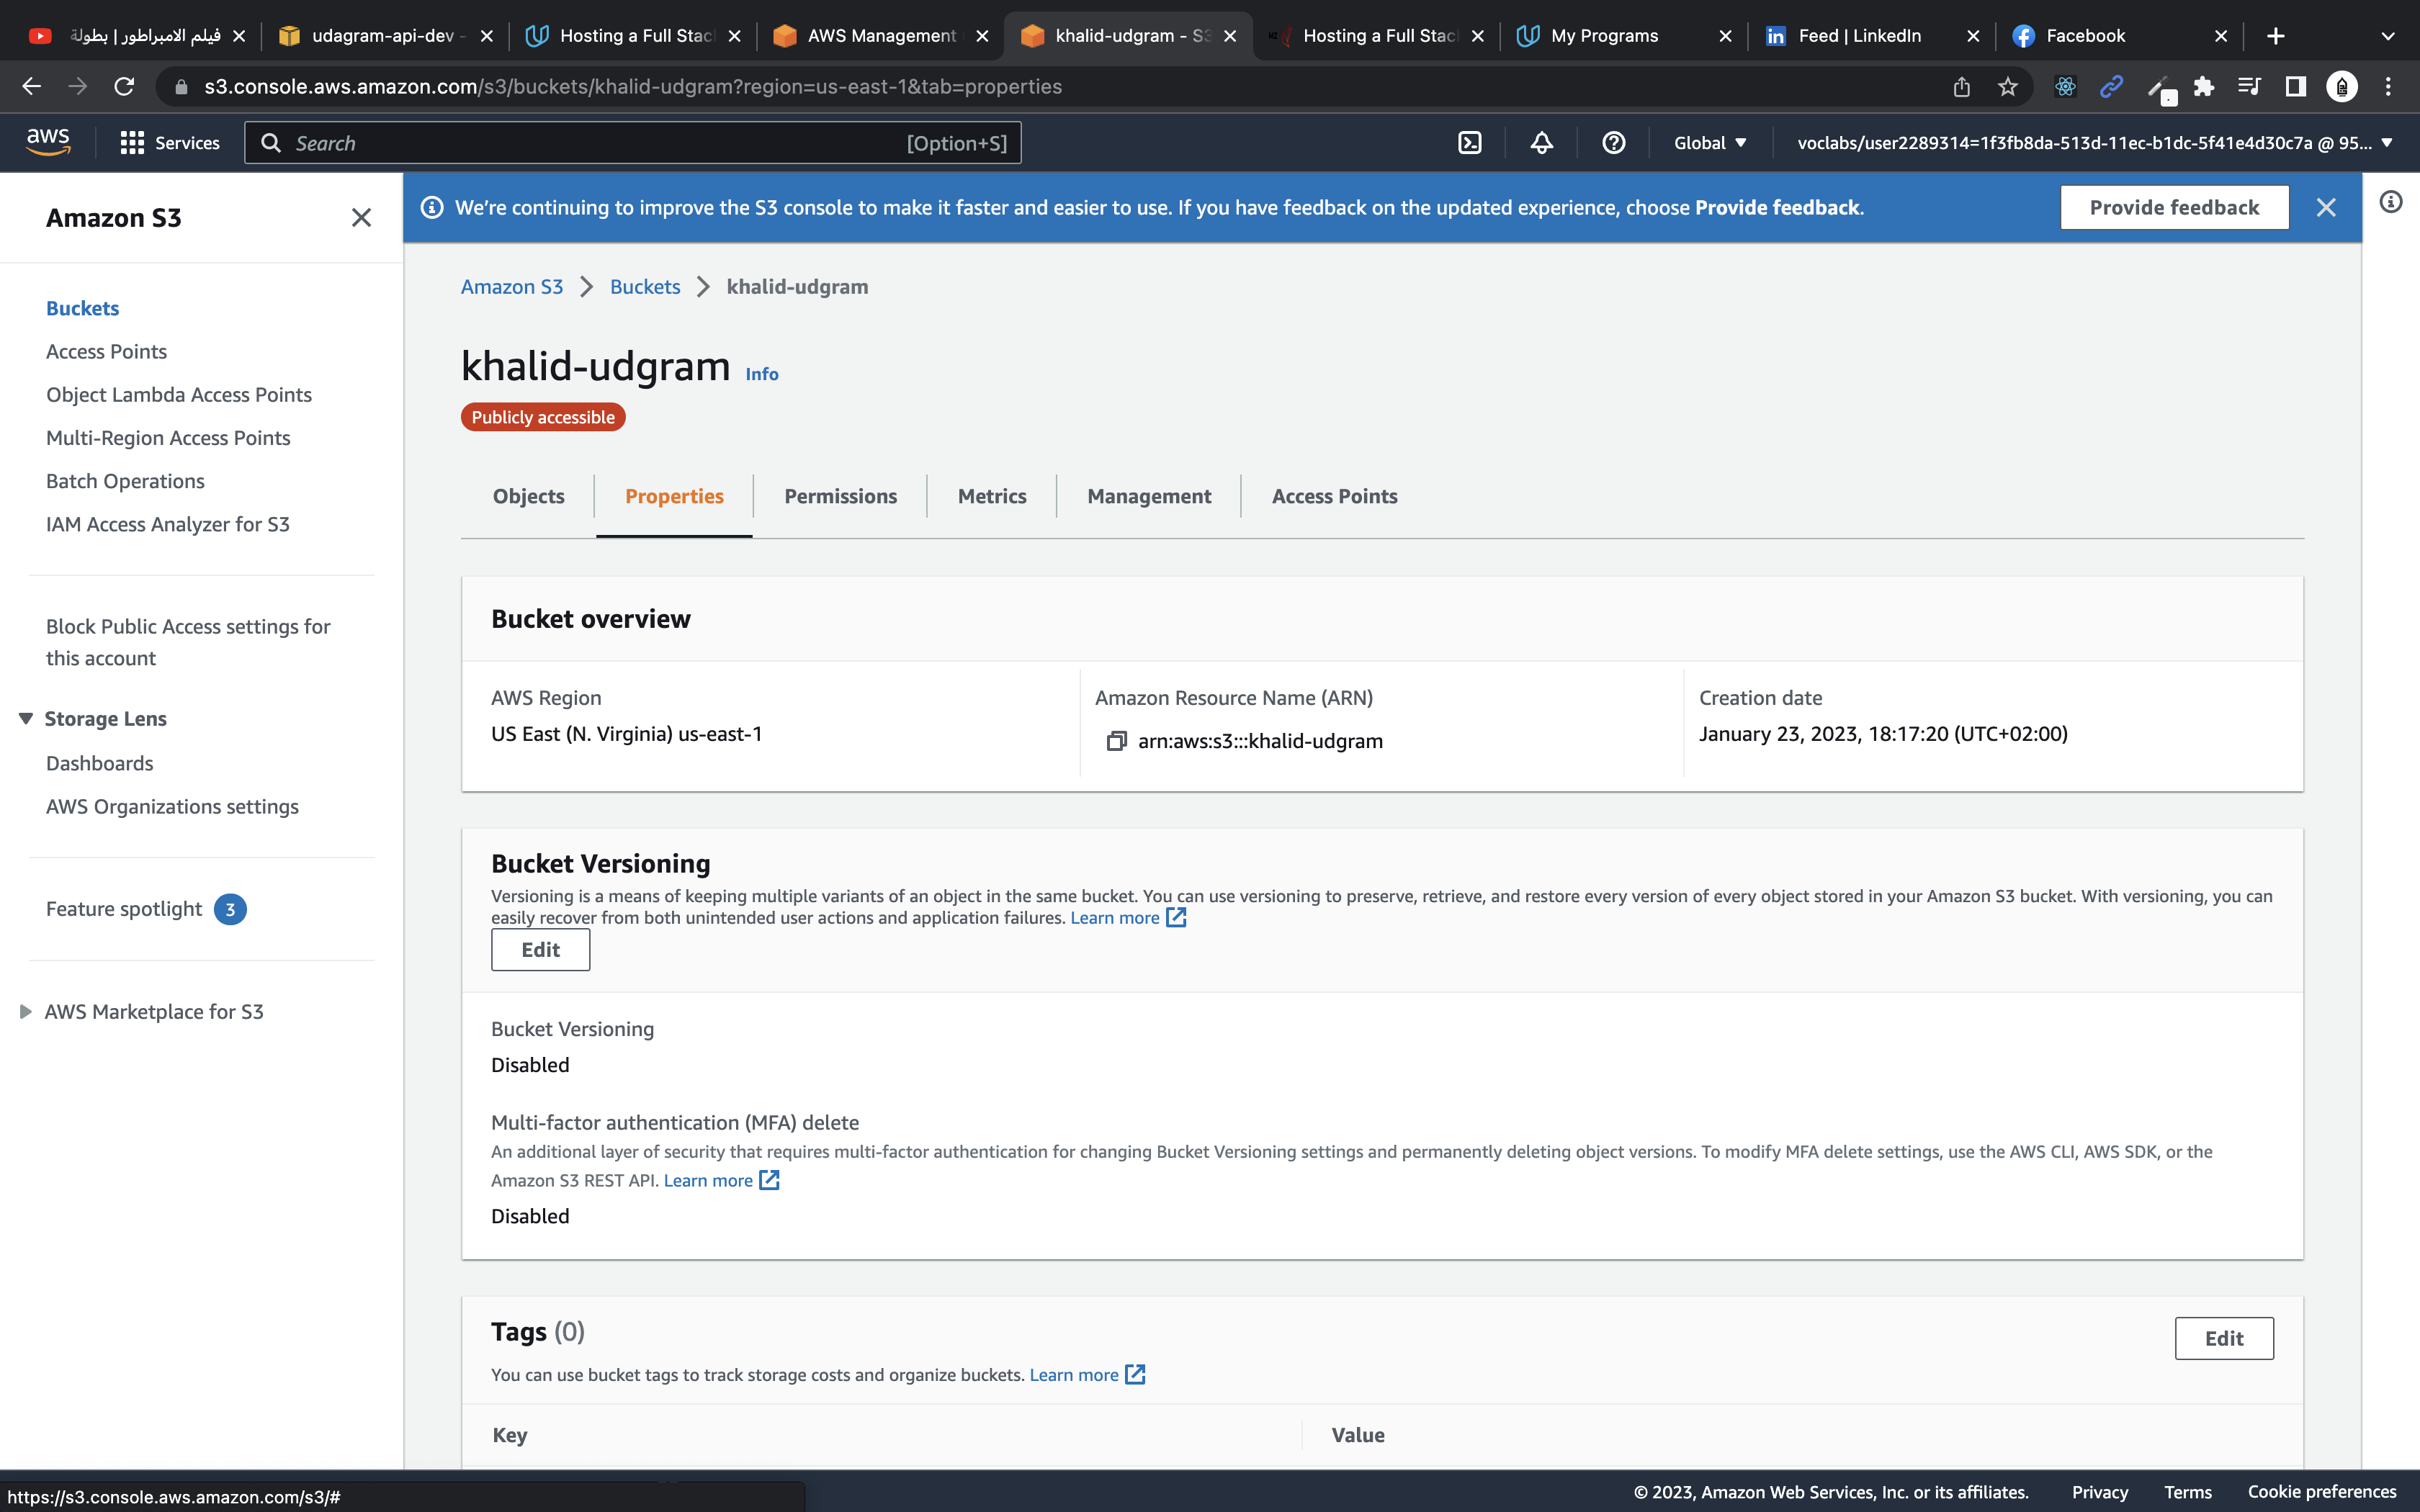 فيلم الامبراطور | بطولة
udagram-api-dev -
Hosting a Full Stac
AWS Management
khalid-udgram - S3
Hosting a Full Stac
My Programs
Feed | LinkedIn
Facebook
s3.console.aws.amazon.com/s3/buckets/khalid-udgram?region=us-east-1&tab=properties
aws
Services
Search
[Option+S]
Global
voclabs/user2289314=1f3fb8da-513d-11ec-b1dc-5f41e4d30c7a @ 95...
Amazon S3
Buckets
Access Points
Object Lambda Access Points
Multi-Region Access Points
Batch Operations
IAM Access Analyzer for S3
Block Public Access settings for
this account
Storage Lens
Dashboards
AWS Organizations settings
Feature spotlight 3
AWS Marketplace for S3
We're continuing to improve the S3 console to make it faster and easier to use. If you have feedback on the updated experience, choose Provide feedback.
Provide feedback
Amazon S3 > Buckets > khalid-udgram
khalid-udgram Info
Publicly accessible
Objects
Properties
Permissions
Metrics
Management
Access Points
Bucket overview
AWS Region
US East (N. Virginia) us-east-1
Amazon Resource Name (ARN)
arn:aws:s3:::khalid-udgram
Creation date
January 23, 2023, 18:17:20 (UTC+02:00)
Bucket Versioning
Versioning is a means of keeping multiple variants of an object in the same bucket. You can use versioning to preserve, retrieve, and restore every version of every object stored in your Amazon S3 bucket. With versioning, you can
easily recover from both unintended user actions and application failures. Learn more
Edit
Bucket Versioning
Disabled
Multi-factor authentication (MFA) delete
An additional layer of security that requires multi-factor authentication for changing Bucket Versioning settings and permanently deleting object versions. To modify MFA delete settings, use the AWS CLI, AWS SDK, or the
Amazon S3 REST API. Learn more
Disabled
Tags (0)
Edit
You can use bucket tags to track storage costs and organize buckets. Learn more
Key
Value
https://s3.console.aws.amazon.com/s3/#
© 2023, Amazon Web Services, Inc. or its affiliates.
Privacy
Terms
Cookie preferences